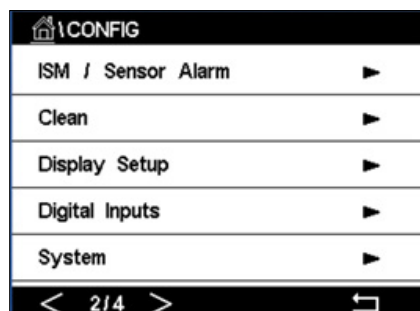 \CONFIG
ISM / Sensor Alarm
Clean
Display Setup
Digital Inputs
System
< 2/4 >